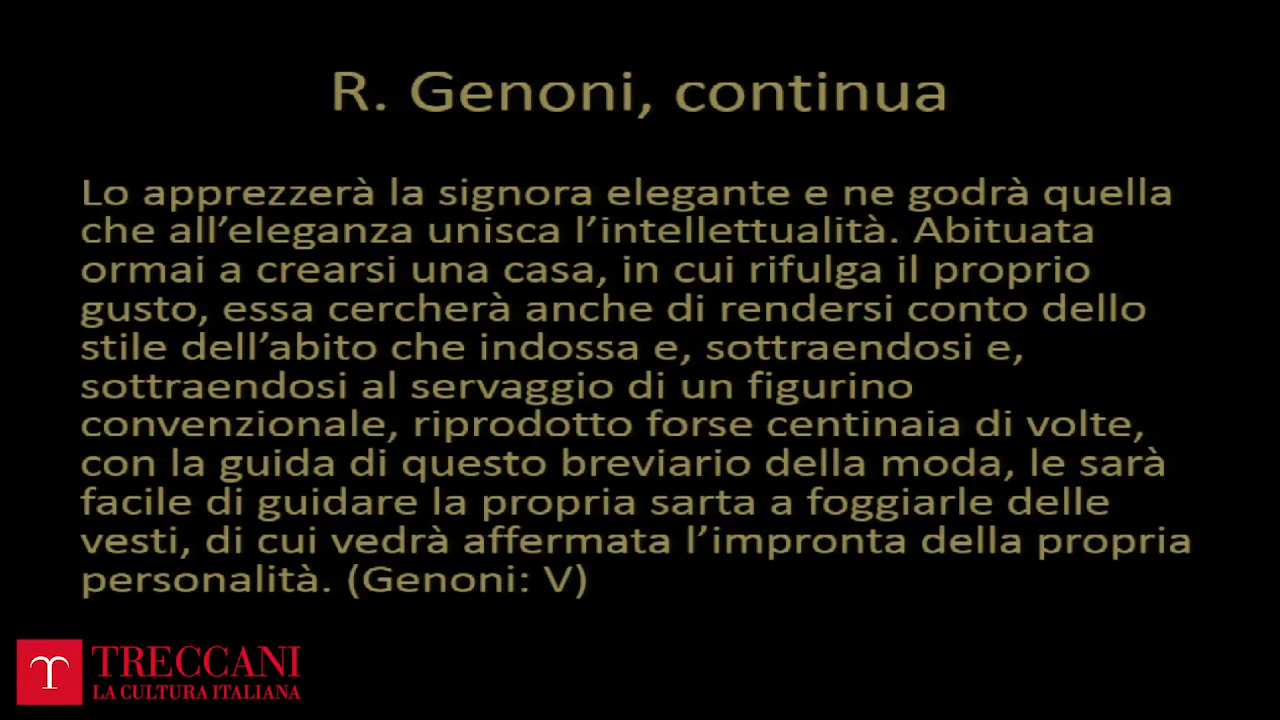 R. Genoni, continua
Lo apprezzerà la signora elegante e ne godrà quella
che all’eleganza unisca l’intellettualità. Abituata
ormai a crearsi una casa, in cui rifulga il proprio
gusto, essa cercherà anche di rendersi conto dello
stile dell’abito che indossa e, sottraendosi e,
sottraendosi al servaggio di un figurino
convenzionale, riprodotto forse centinaia di volte,
con la guida di questo breviario della moda, le sarà
facile di guidare la propria sarta a foggiarle delle
vesti, di cui vedrà affermata l’impronta della propria
personalità. (Genoni: V)
TRECCANI
LA CULTURA ITALIANA